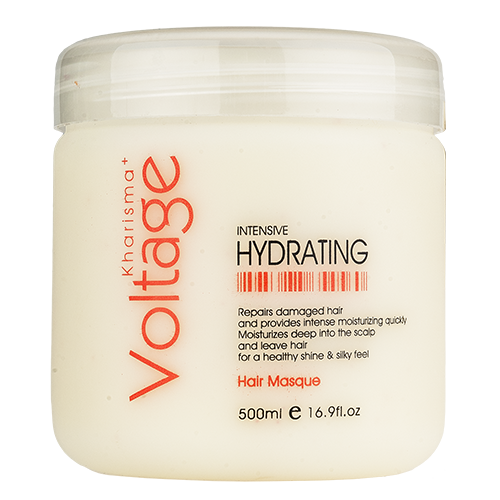 Kharisma+
Voltage
INTENSIVE
HYDRATING
Repairs damaged hair
and provides intense moisturizing quickly
Moisturizes deep into the scalp
and leave hair
for a healthy shine & silky feel
Hair Masque
500ml e 16.9fl.oz